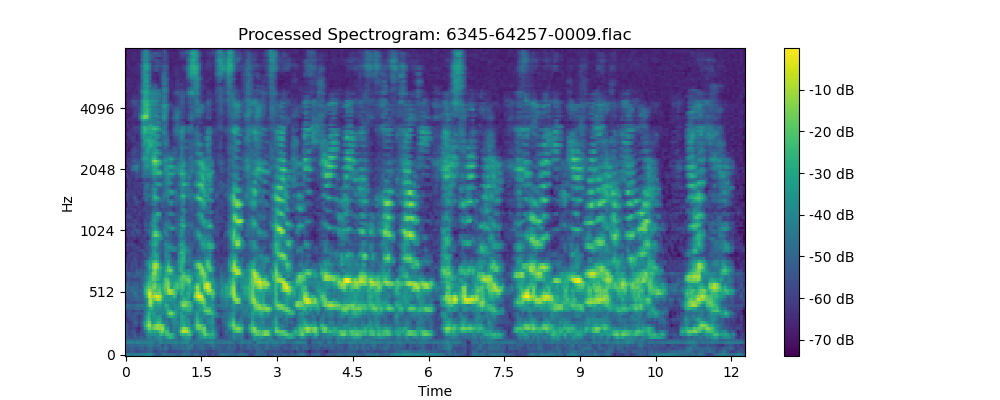 Processed Spectrogram: 6345-64257-0009.flac
Hz
4096
2048
1024
512
0
0 1.5 3 4.5 6 7.5 9 10 12
Time
-10 dB
-20 dB
-30 dB
-40 dB
-50 dB
-60 dB
-70 dB